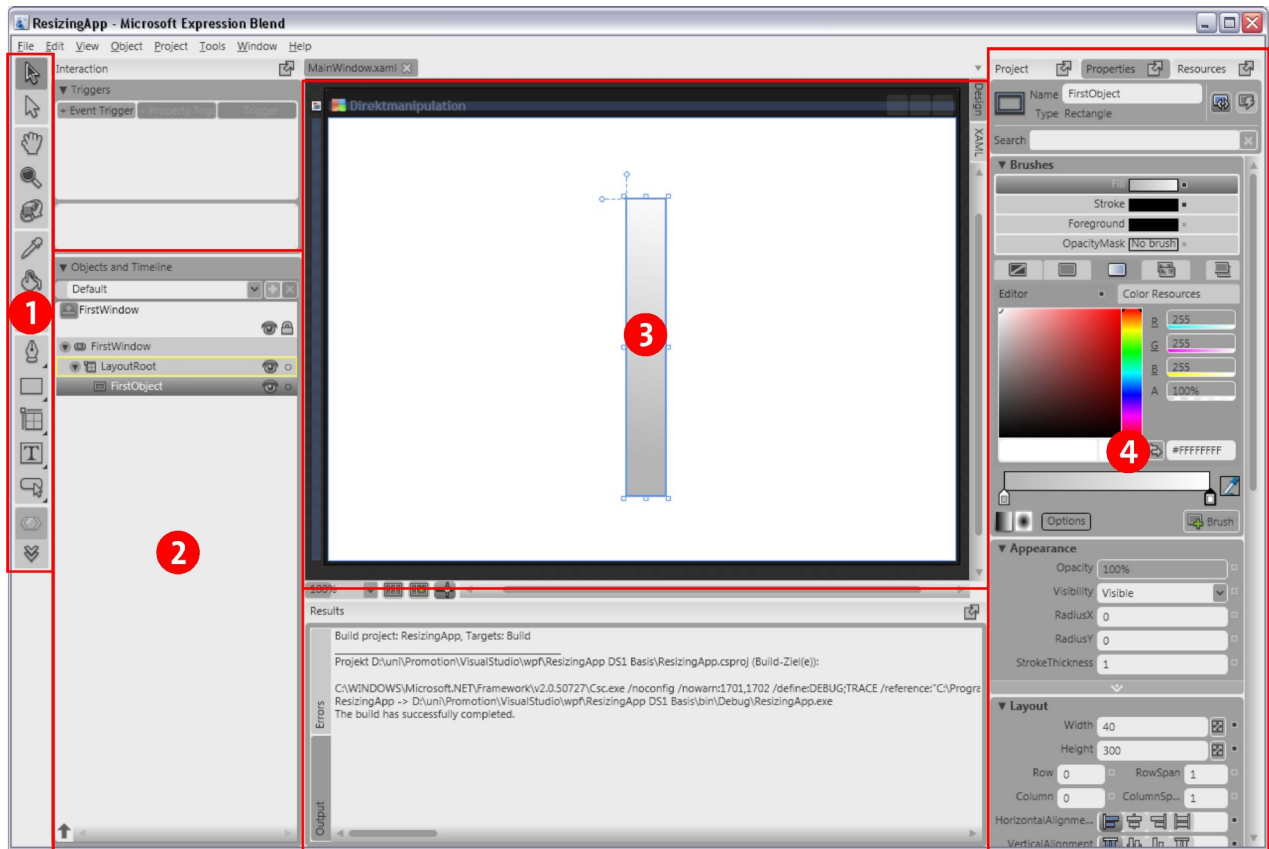 ResizingApp - Microsoft Expression Blend
File Edit View Object Project Tools Window Help
Interaction
▼ Triggers
+ Event Trigger + Property Trig - Trigger
Objects and Timeline
Default
FirstWindow
FirstWindow
LayoutRoot
FirstObject
1
2
MainWindow.xaml
Direktmanipulation
Design
XAML
3
100%
Results
Errors
Output
Build project: ResizingApp, Targets: Build
Projekt D:\uni\Promotion\VisualStudio\wpf\ResizingApp DS1 Basis\ResizingApp.csproj (Build-Ziel(e)):
C:\WINDOWS\Microsoft.NET\Framework\v2.0.50727\Csc.exe /noconfig /nowarn:1701,1702 /define:DEBUG;TRACE /reference:"C:\Progra
ResizingApp -> D:\uni\Promotion\VisualStudio\wpf\ResizingApp DS1 Basis\bin\Debug\ResizingApp.exe
The build has successfully completed.
Project Properties Resources
Name FirstObject
Type Rectangle
Search
Brushes
Fill
Stroke
Foreground
OpacityMask No brush
Editor Color Resources
R 255
G 255
B 255
A 100%
4
#FFFFFFFF
Options Brush
Appearance
Opacity 100%
Visibility Visible
RadiusX 0
RadiusY 0
StrokeThickness 1
Layout
Width 40
Height 300
Row 0 RowSpan 1
Column 0 ColumnSp... 1
HorizontalAlignme...
VerticalAlignment